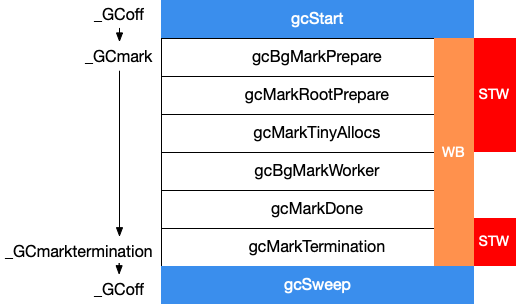 _GCoff
gcStart
_GCmark
gcBgMarkPrepare
gcMarkRootPrepare
STW
gcMarkTinyAllocs
WB
gcBgMarkWorker
gcMarkDone
_GCmarktermination
gcMarkTermination
STW
_GCoff
gcSweep